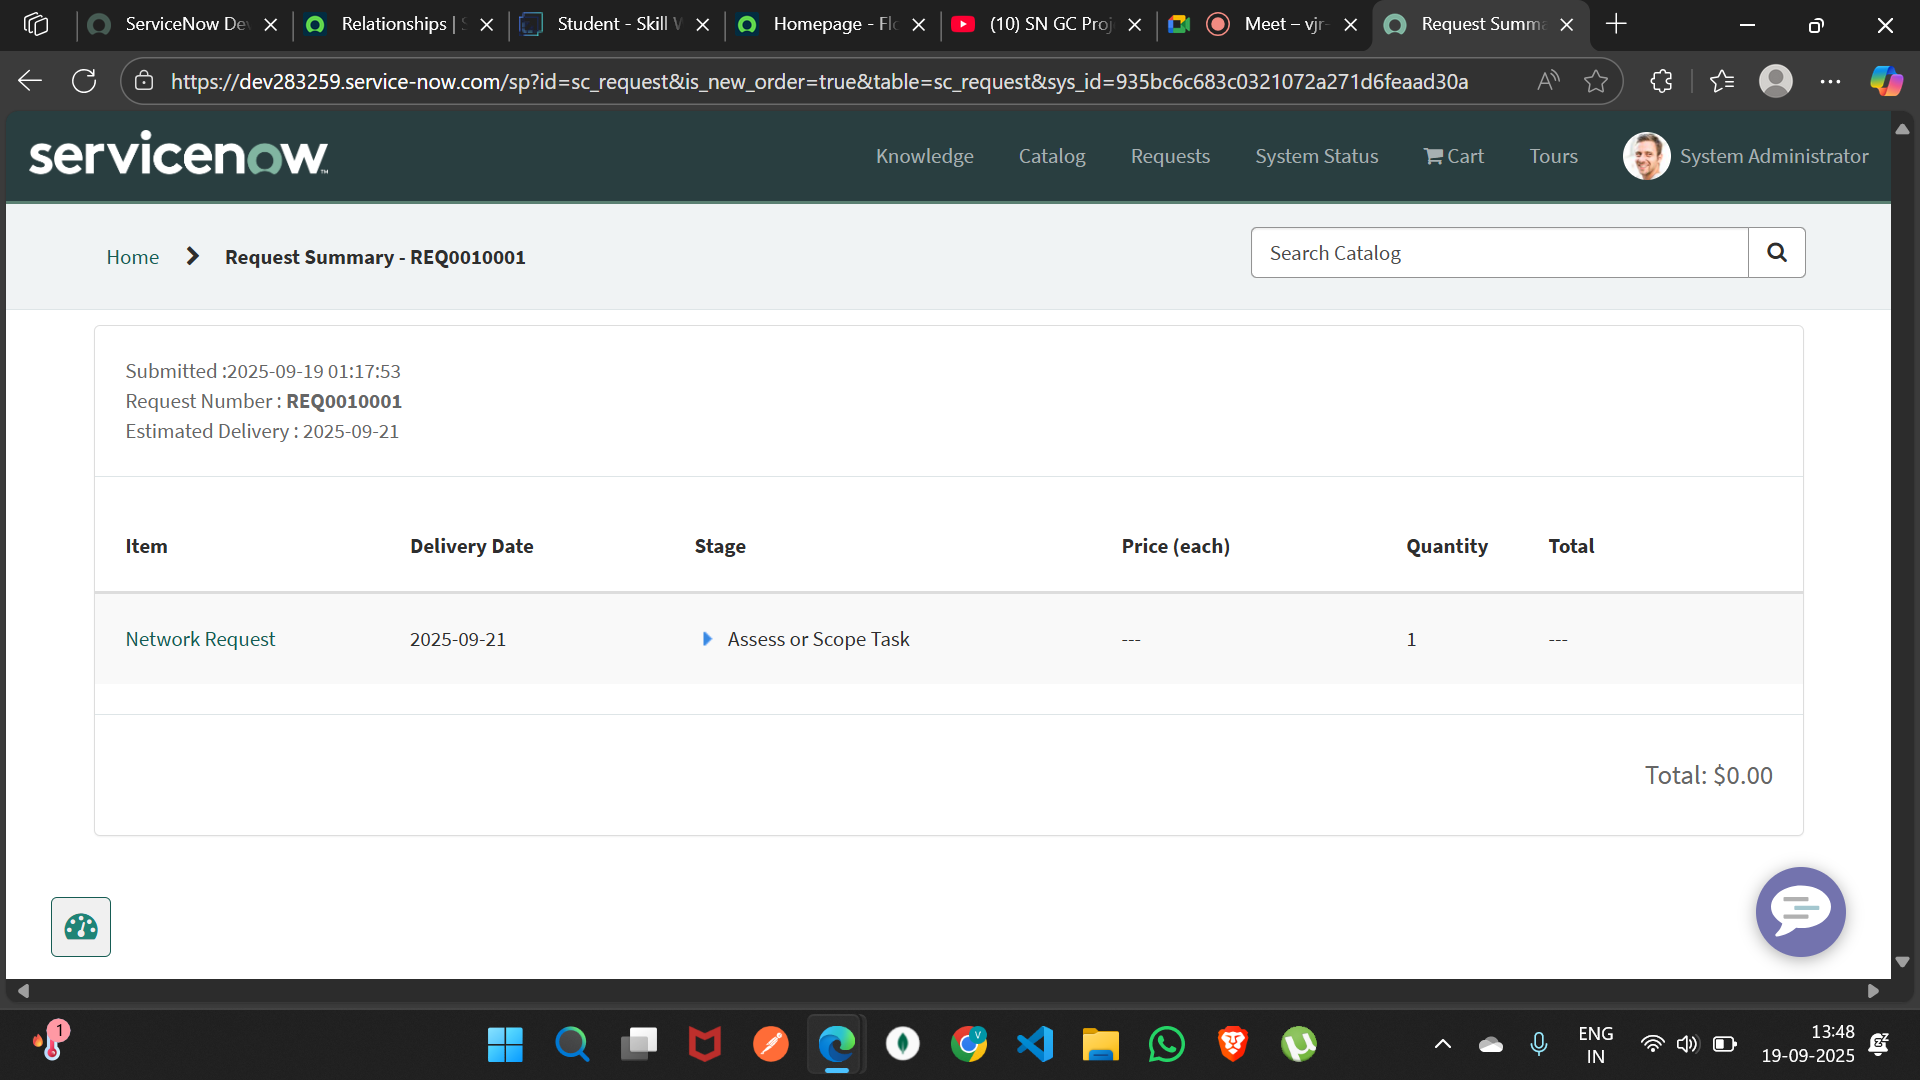 ServiceNow De
Relationships | S
Student - Skill W
Homepage - Flo
(10) SN GC Proj
Meet – vjr-
Request Summa
https://dev283259.service-now.com/sp?id=sc_request&is_new_order=true&table=sc_request&sys_id=935bc6c683c0321072a271d6feaad30a
servicenow
Knowledge
Catalog
Requests
System Status
Cart
Tours
System Administrator
Home
Request Summary - REQ0010001
Search Catalog
Submitted :2025-09-19 01:17:53
Request Number : REQ0010001
Estimated Delivery : 2025-09-21
Item Delivery Date Stage Price (each) Quantity Total
Network Request 2025-09-21 Assess or Scope Task --- 1 ---
Total: $0.00
1
V
ENG
IN
13:48
19-09-2025